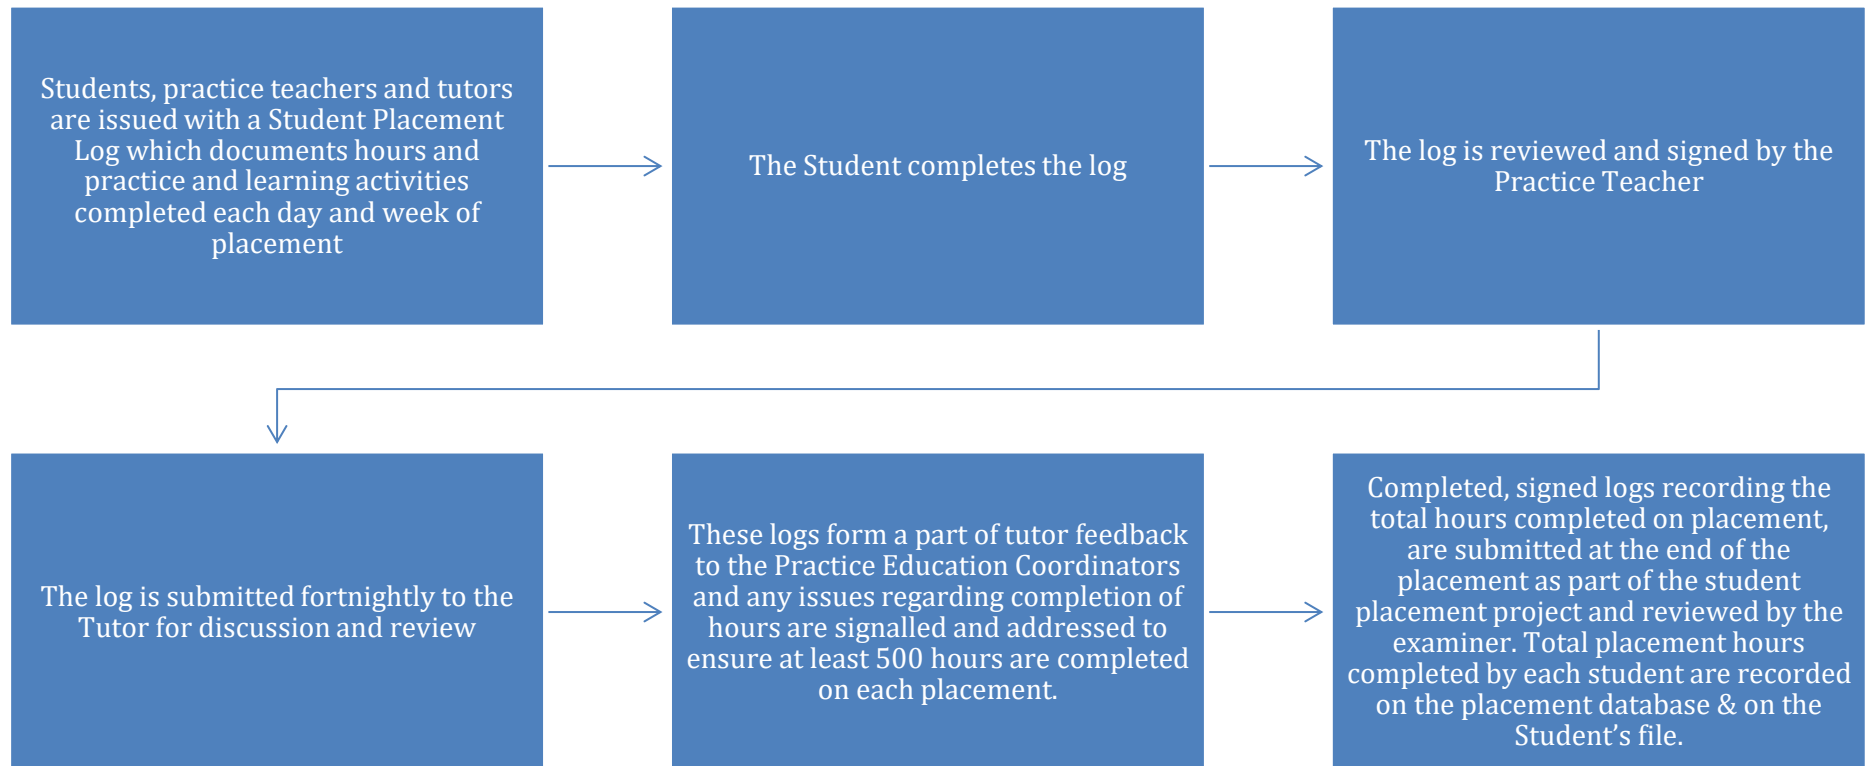 Students, practice teachers and tutors
are issued with a Student Placement
Log which documents hours and
practice and learning activities
completed each day and week of
placement
The Student completes the log
The log is reviewed and signed by the
Practice Teacher
The log is submitted fortnightly to the
Tutor for discussion and review
These logs form a part of tutor feedback
to the Practice Education Coordinators
and any issues regarding completion of
hours are signalled and addressed to
ensure at least 500 hours are completed
on each placement.
Completed, signed logs recording the
total hours completed on placement,
are submitted at the end of the
placement as part of the student
placement project and reviewed by the
examiner. Total placement hours
completed by each student are recorded
on the placement database & on the
Student’s file.